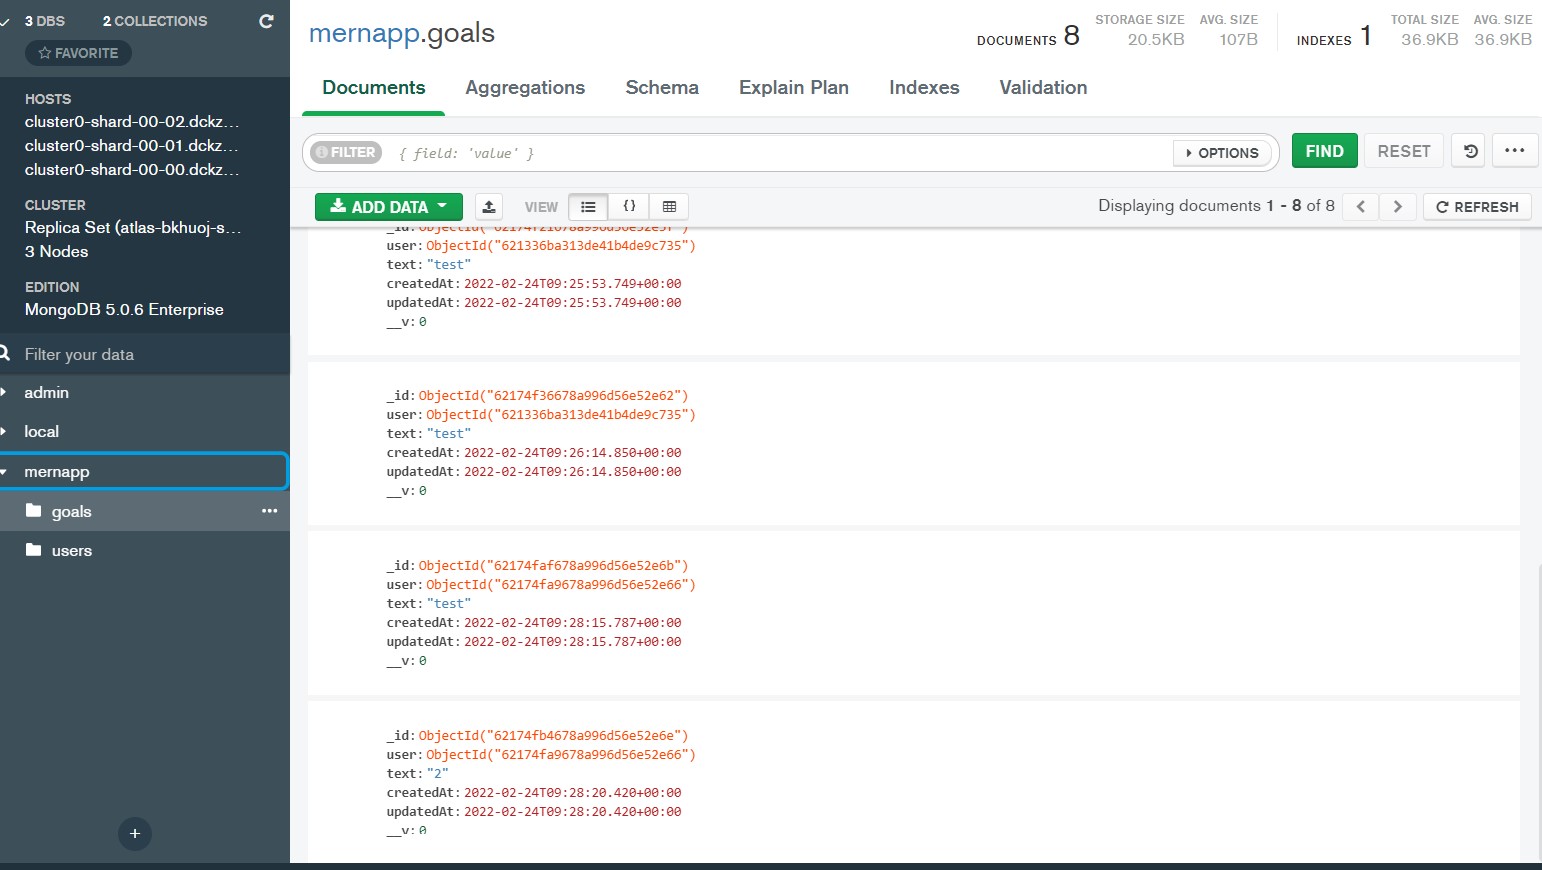 3 DBS 2 COLLECTIONS
FAVORITE
HOSTS
cluster0-shard-00-02.dckz...
cluster0-shard-00-01.dckz...
cluster0-shard-00-00.dckz...
CLUSTER
Replica Set (atlas-bkhuoj-s...
3 Nodes
EDITION
MongoDB 5.0.6 Enterprise
Filter your data
admin
local
mernapp
goals
users
mernapp.goals
DOCUMENTS 8
STORAGE SIZE
20.5KB
AVG. SIZE
107B
INDEXES 1
TOTAL SIZE
36.9KB
AVG. SIZE
36.9KB
Documents Aggregations Schema Explain Plan Indexes Validation
FILTER { field: 'value' } OPTIONS FIND RESET
ADD DATA VIEW {} Displaying documents 1 - 8 of 8 REFRESH
user: ObjectId("621336ba313de41b4de9c735")
text: "test"
createdAt: 2022-02-24T09:25:53.749+00:00
updatedAt: 2022-02-24T09:25:53.749+00:00
__v: 0
_id: ObjectId("62174f36678a996d56e52e62")
user: ObjectId("621336ba313de41b4de9c735")
text: "test"
createdAt: 2022-02-24T09:26:14.850+00:00
updatedAt: 2022-02-24T09:26:14.850+00:00
__v: 0
_id: ObjectId("62174faf678a996d56e52e6b")
user: ObjectId("62174fa9678a996d56e52e66")
text: "test"
createdAt: 2022-02-24T09:28:15.787+00:00
updatedAt: 2022-02-24T09:28:15.787+00:00
__v: 0
_id: ObjectId("62174fb4678a996d56e52e6e")
user: ObjectId("62174fa9678a996d56e52e66")
text: "2"
createdAt: 2022-02-24T09:28:20.420+00:00
updatedAt: 2022-02-24T09:28:20.420+00:00
__v: 0